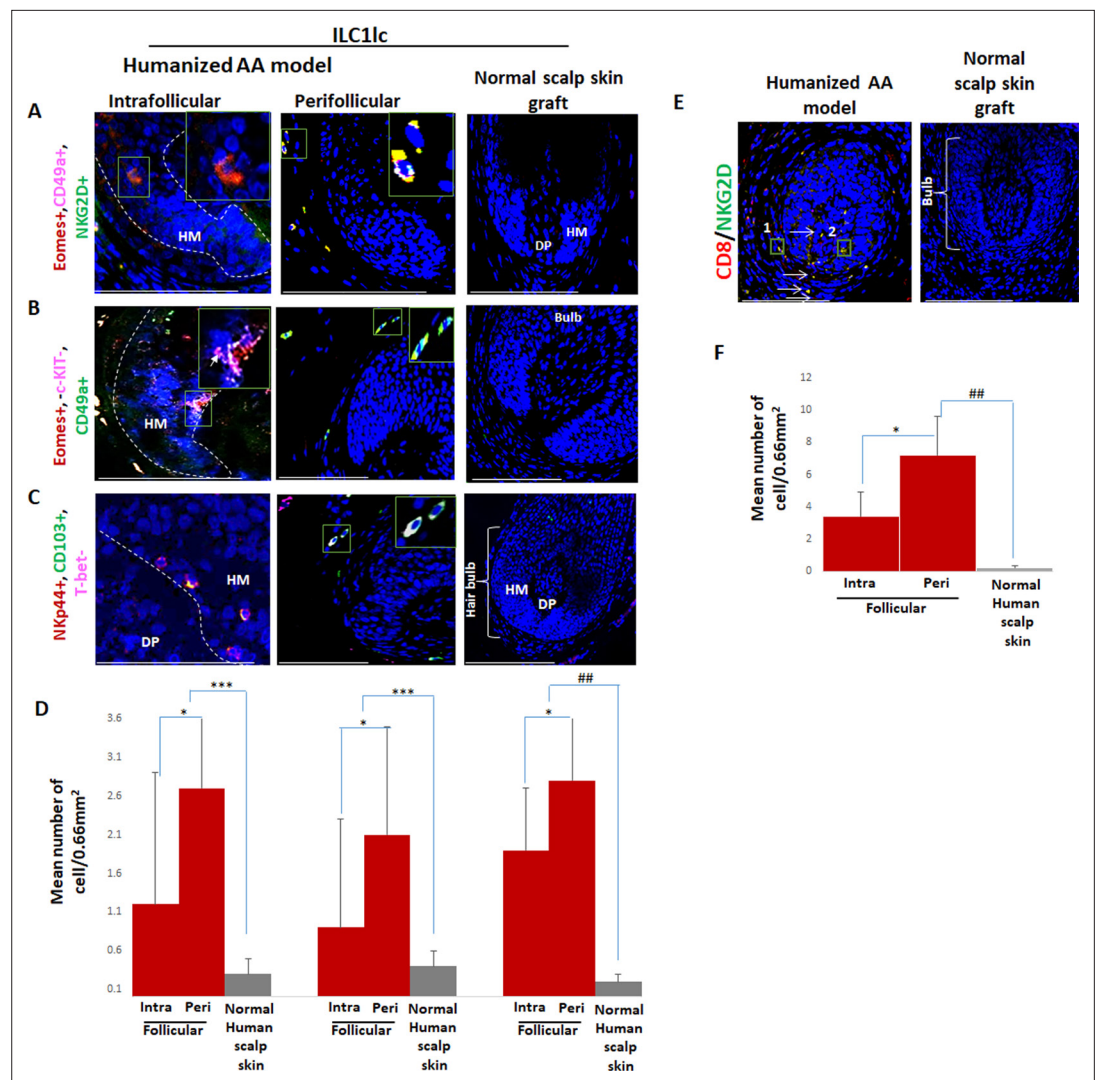 ILC1lc
Humanized AA model
Intrafollicular
Perifollicular
Normal scalp skin
graft
A
Eomes+,CD49a+,
NKG2D+
HM
DP
HM
B
Eomes+, -c-KIT-,
CD49a+
HM
Bulb
C
NKp44+, CD103+,
T-bet-
HM
DP
Hair bulb
HM
DP
D
Mean number of
cell/0.66mm²
3.6
3.1
2.6
2.1
1.6
1.1
0.6
0.1
*
***
*
***
*
##
Intra Peri
Follicular
Normal
Human
scalp
skin
Intra Peri
Follicular
Normal
Human
scalp
skin
Intra Peri
Follicular
Normal
Human
scalp
skin
E
Humanized AA
model
Normal
scalp skin
graft
CD8/NKG2D
1
2
Bulb
F
Mean number of
cell/0.66mm²
12
10
8
6
4
2
0
*
##
Intra Peri
Follicular
Normal
Human
scalp
skin